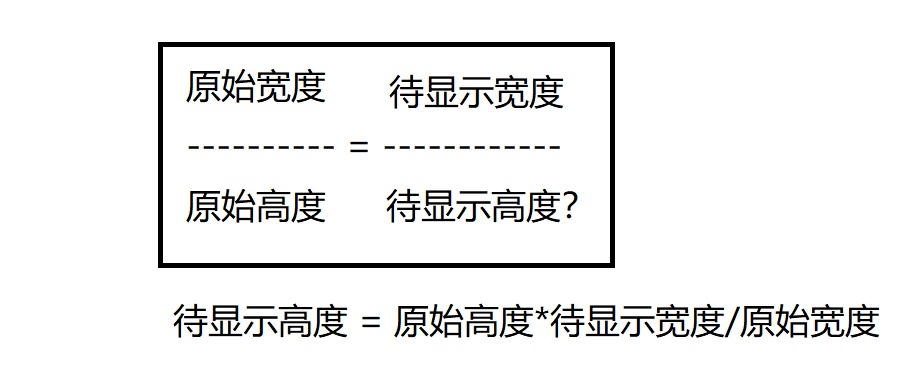 原始宽度 待显示宽度
---------- = ------------
原始高度 待显示高度?
待显示高度 = 原始高度*待显示宽度/原始宽度